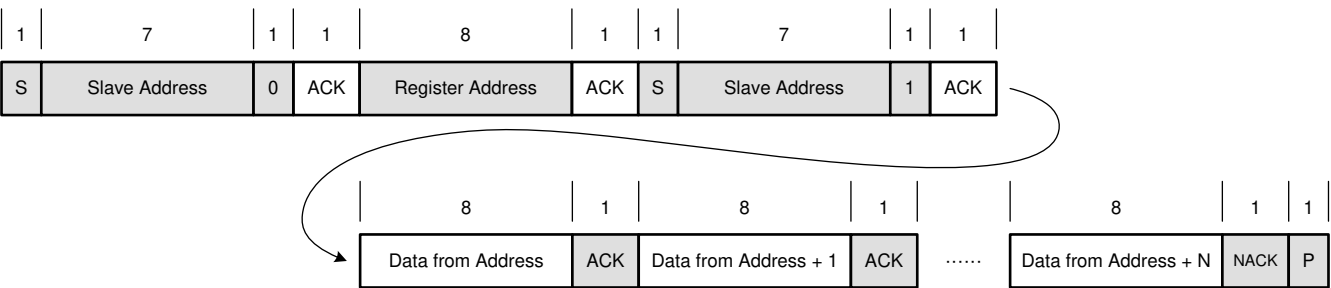 1 7 1 1 8 1 1 7 1 1
S Slave Address 0 ACK Register Address ACK S Slave Address 1 ACK
8 1 8 1 8 1 1
Data from Address ACK Data from Address + 1 ACK ...... Data from Address + N NACK P